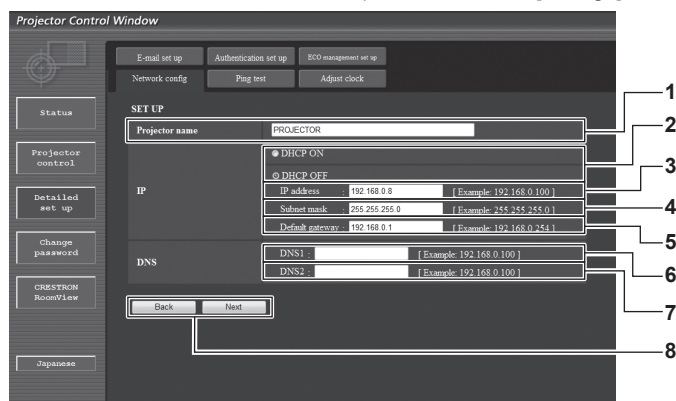 Projector Control Window
E-mail set up
Authentication set up
ECO management set up
Network config
Ping test
Adjust clock
Status
Projector control
Detailed set up
Change password
CRESTRON RoomView
Japanese
SET UP
Projector name
PROJECTOR
IP
DHCP ON
DHCP OFF
IP address : 192.168.0.8 [ Example: 192.168.0.100 ]
Subnet mask : 255.255.255.0 [ Example: 255.255.255.0 ]
Default gateway : 192.168.0.1 [ Example: 192.168.0.254 ]
DNS
DNS1 : [ Example: 192.168.0.100 ]
DNS2 : [ Example: 192.168.0.100 ]
Back
Next
1
2
3
4
5
6
7
8